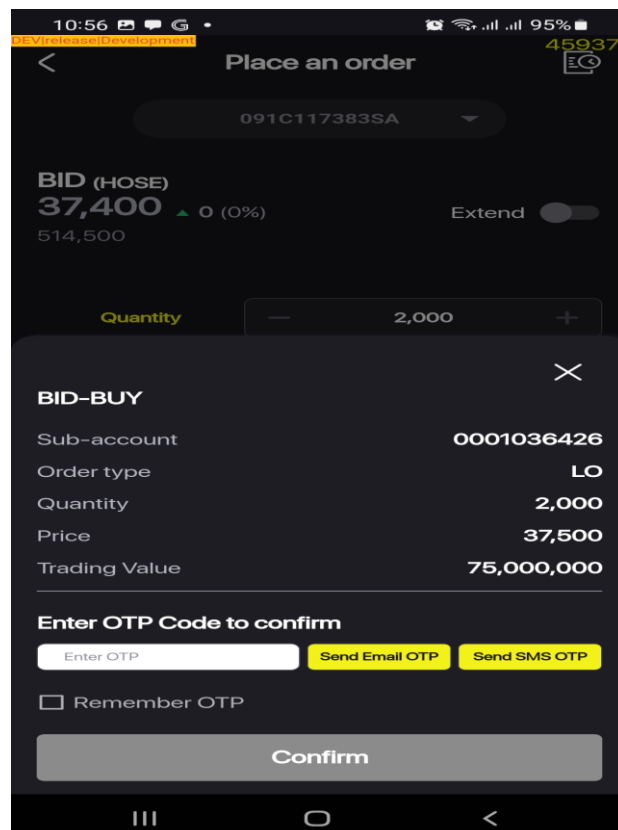 10:56 G • 95%
DEV|release|Development
45937
Place an order
091C117383SA
BID (HOSE)
37,400 ▲ 0 (0%) Extend
514,500
Quantity — 2,000 +
BID-BUY
Sub-account 0001036426
Order type LO
Quantity 2,000
Price 37,500
Trading Value 75,000,000
Enter OTP Code to confirm
Enter OTP Send Email OTP Send SMS OTP
Remember OTP
Confirm